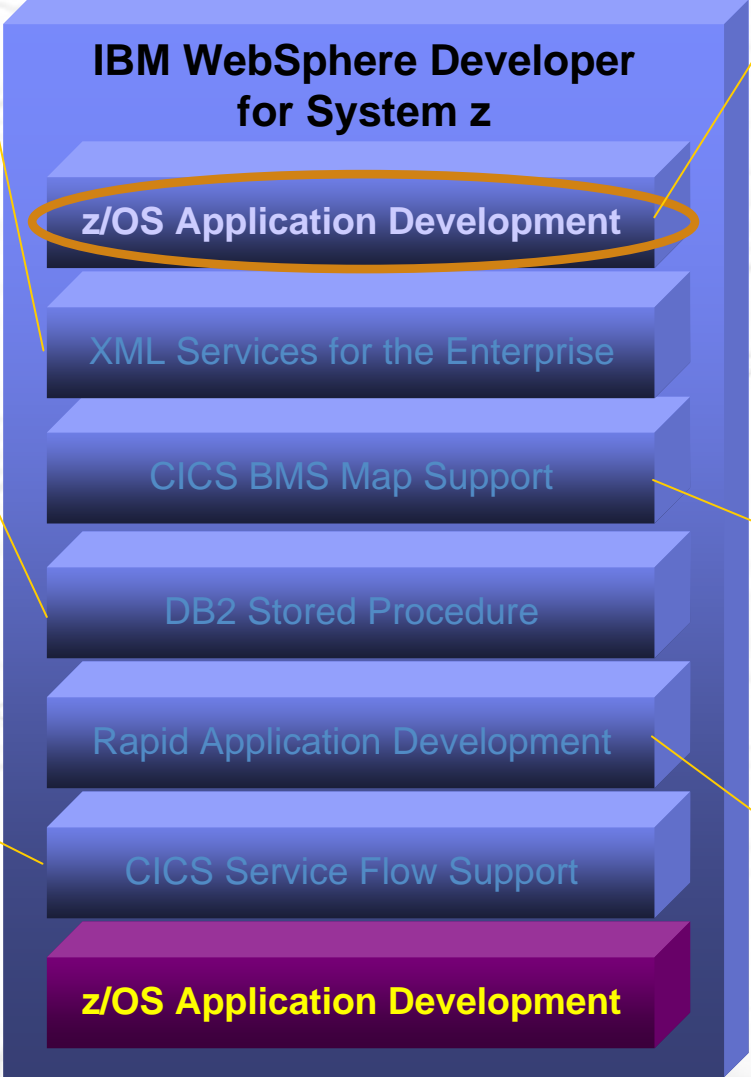 IBM WebSphere Developer
for System z
z/OS Application Development
XML Services for the Enterprise
CICS BMS Map Support
DB2 Stored Procedure
Rapid Application Development
CICS Service Flow Support
z/OS Application Development